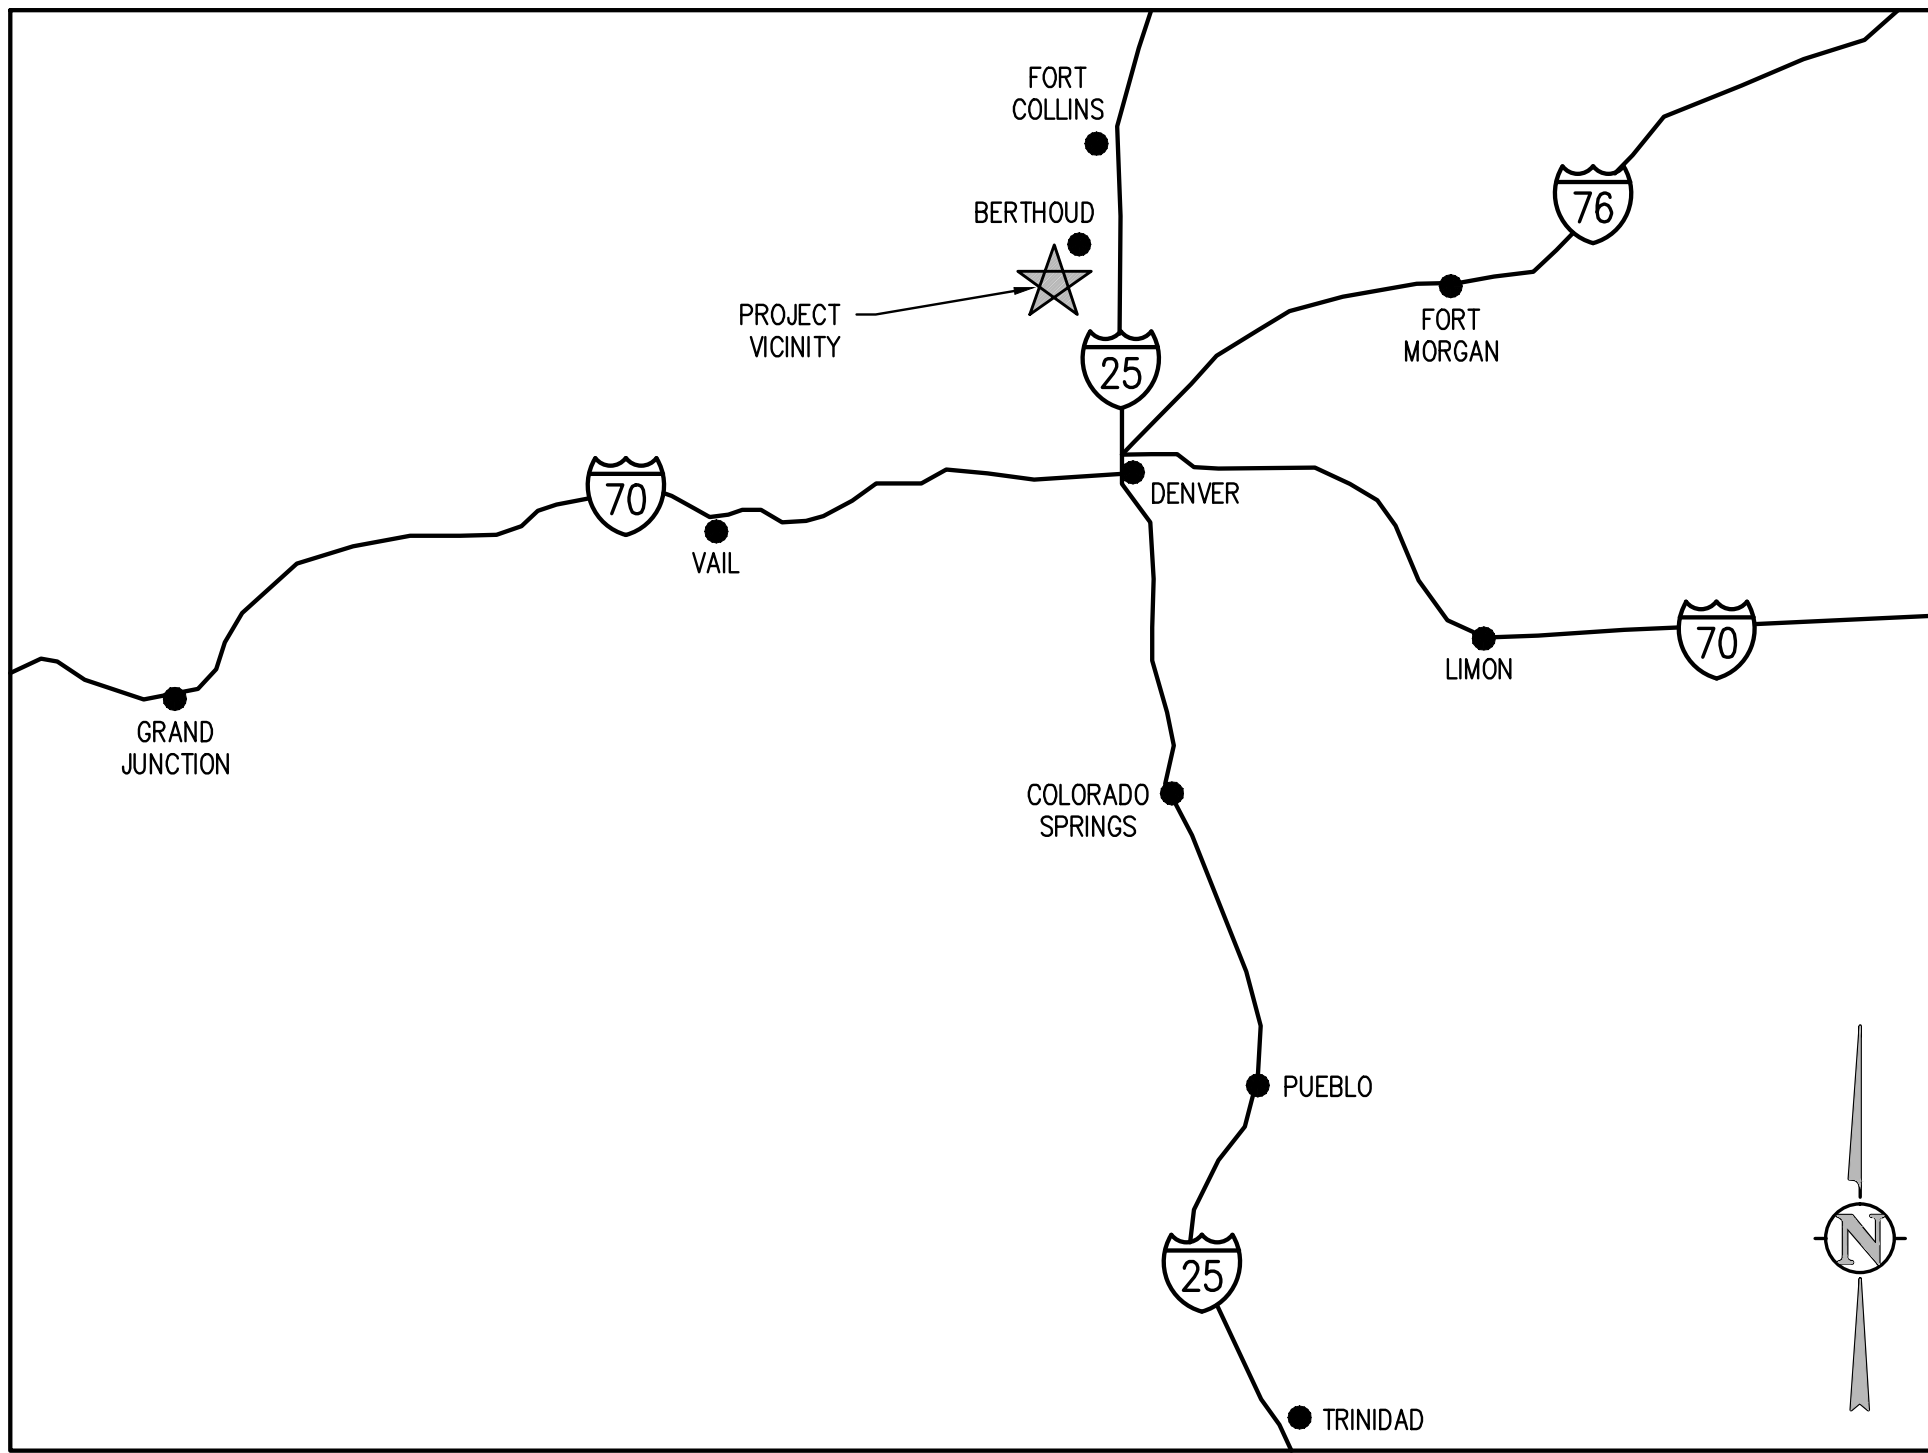 FORT
COLLINS
BERTHOUD
76
PROJECT
VICINITY
FORT
MORGAN
25
70
DENVER
VAIL
70
LIMON
GRAND
JUNCTION
COLORADO
SPRINGS
PUEBLO
N
25
TRINIDAD